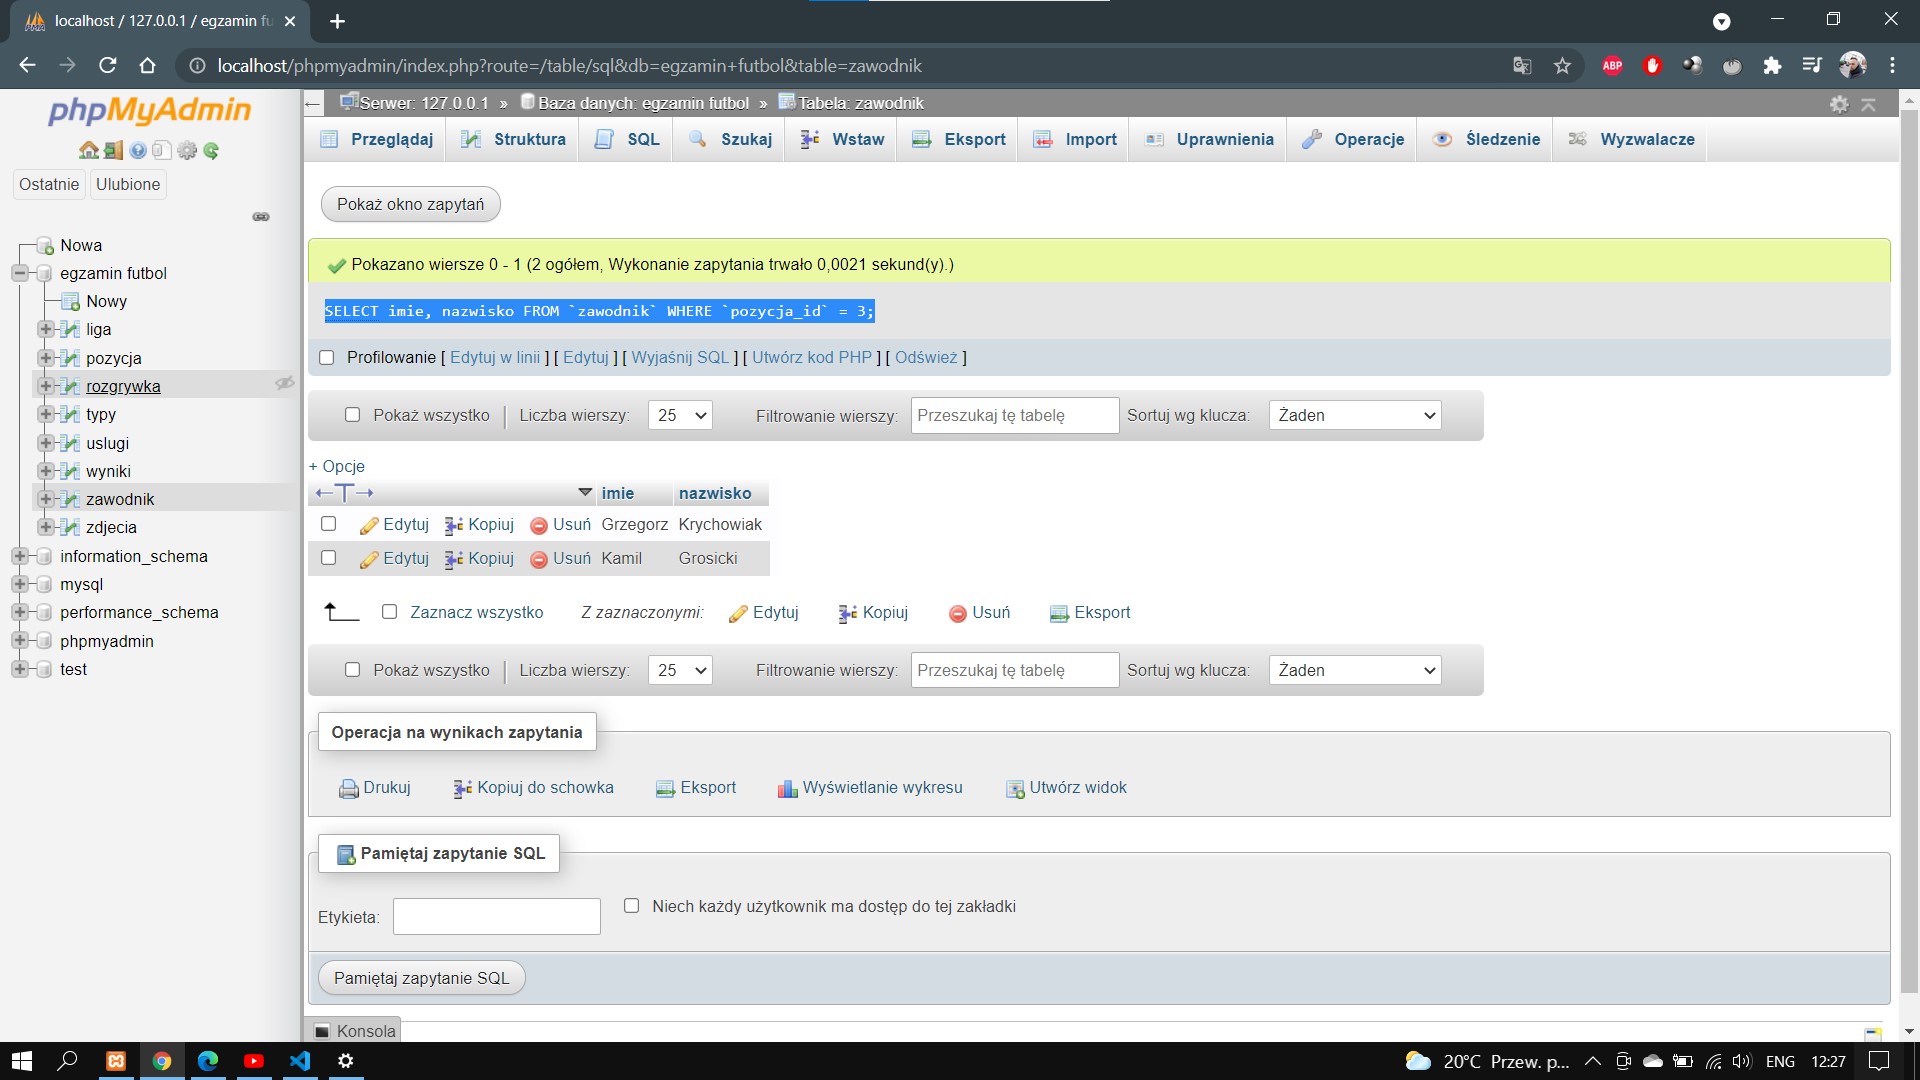 localhost / 127.0.0.1 / egzamin fu
localhost/phpmyadmin/index.php?route=/table/sql&db=egzamin+futbol&table=zawodnik
ABP
phpMyAdmin
Ostatnie Ulubione
Nowa
egzamin futbol
Nowy
liga
pozycja
rozgrywka
typy
uslugi
wyniki
zawodnik
zdjecia
information_schema
mysql
performance_schema
phpmyadmin
test
Serwer: 127.0.0.1 » Baza danych: egzamin futbol » Tabela: zawodnik
Przeglądaj Struktura SQL Szukaj Wstaw Eksport Import Uprawnienia Operacje Śledzenie Wyzwalacze
Pokaż okno zapytań
Pokazano wiersze 0 - 1 (2 ogółem, Wykonanie zapytania trwało 0,0021 sekund(y).)
SELECT imie, nazwisko FROM `zawodnik` WHERE `pozycja_id` = 3;
Profilowanie [ Edytuj w linii ] [ Edytuj ] [ Wyjaśnij SQL ] [ Utwórz kod PHP ] [ Odśwież ]
Pokaż wszystko | Liczba wierszy: 25 Filtrowanie wierszy: Przeszukaj tę tabelę Sortuj wg klucza: Żaden
+ Opcje
←T→ imie nazwisko
Edytuj Kopiuj Usuń Grzegorz Krychowiak
Edytuj Kopiuj Usuń Kamil Grosicki
Zaznacz wszystko Z zaznaczonymi: Edytuj Kopiuj Usuń Eksport
Pokaż wszystko | Liczba wierszy: 25 Filtrowanie wierszy: Przeszukaj tę tabelę Sortuj wg klucza: Żaden
Operacja na wynikach zapytania
Drukuj Kopiuj do schowka Eksport Wyświetlanie wykresu Utwórz widok
Pamiętaj zapytanie SQL
Etykieta: Niech każdy użytkownik ma dostęp do tej zakładki
Pamiętaj zapytanie SQL
Konsola
20°C Przew. p... ENG 12:27